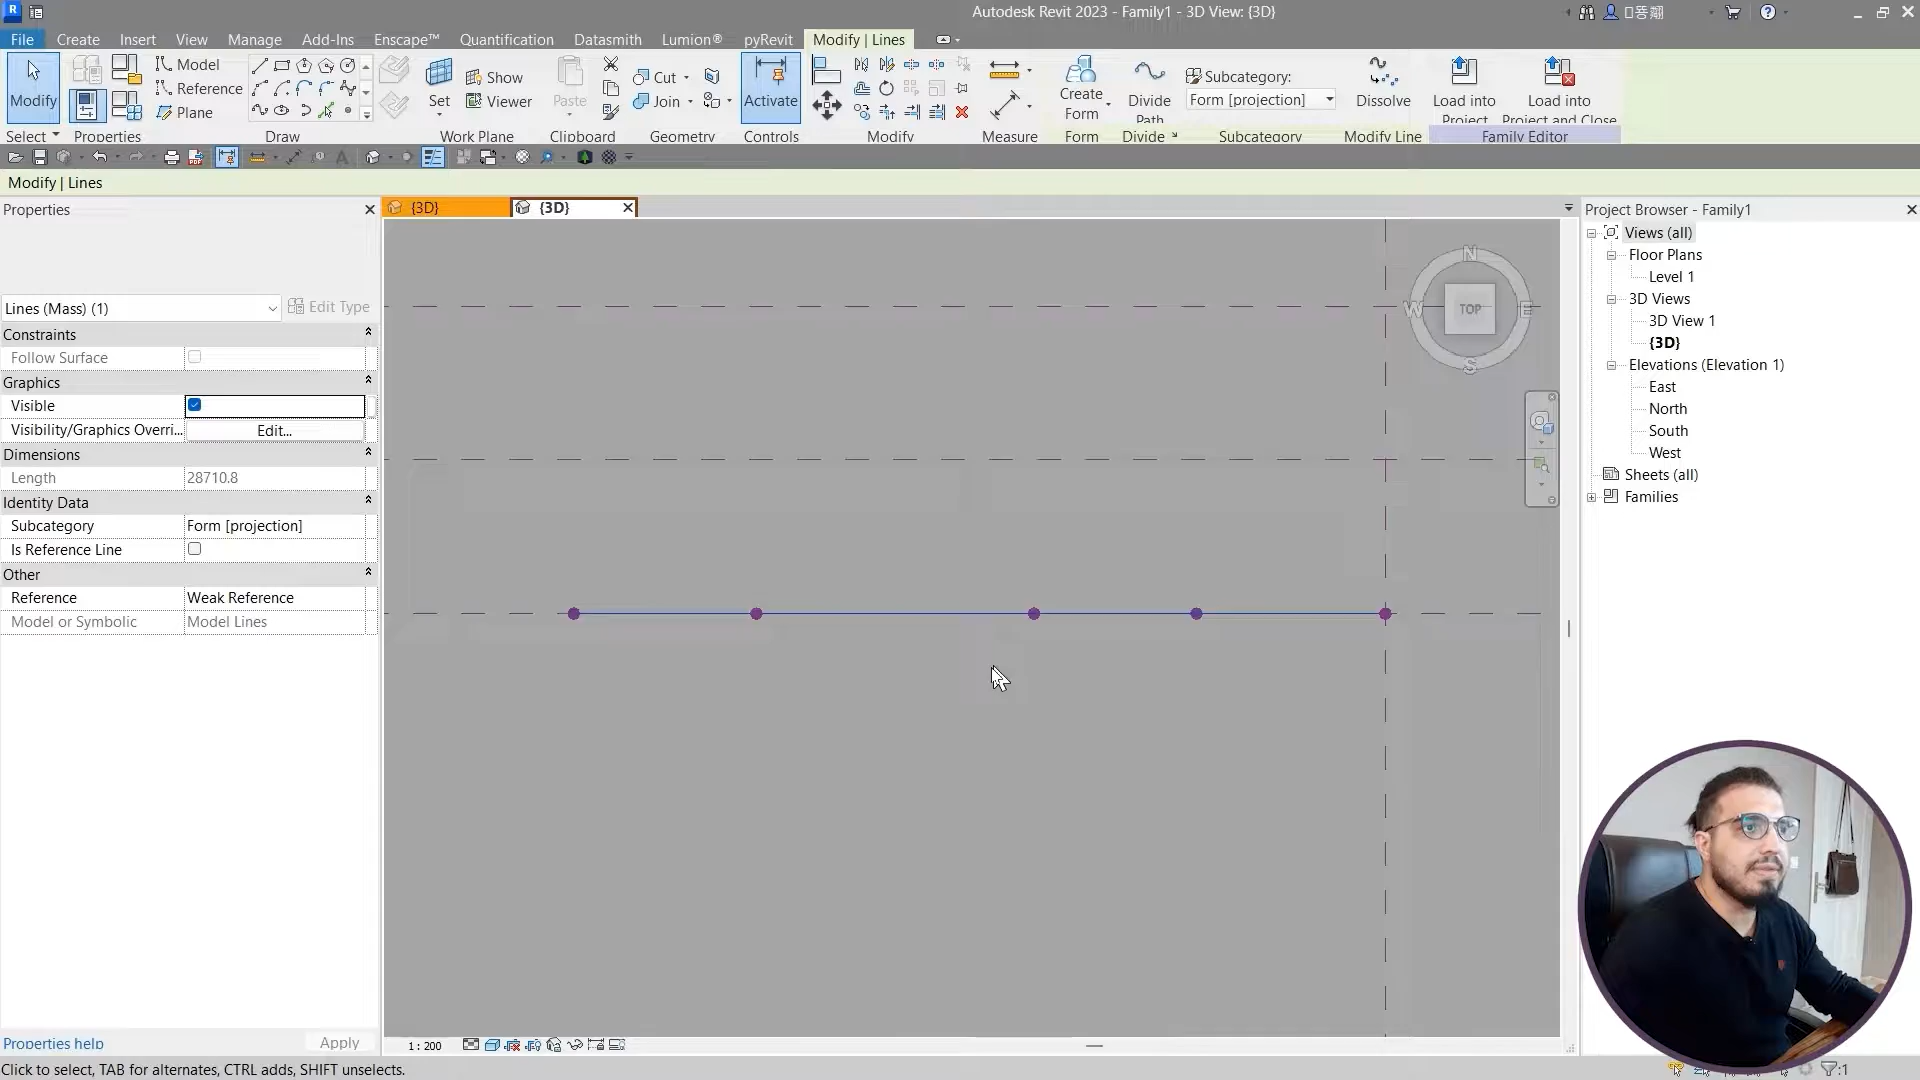 Autodesk Revit 2023 - Family1 - 3D View: {3D}
File Create Insert View Manage Add-Ins Enscape™ Quantification Datasmith Lumion® pyRevit Modify | Lines
Modify
Model
Reference
Plane
Set
Show
Viewer
Paste
Cut
Join
Activate
Create
Form
Divide
Path
Subcategory:
Form [projection]
Dissolve
Load into
Project
Load into
Project and Close
Select Properties Draw Work Plane Clipboard Geometry Controls Modify Measure Form Divide Subcategory Modify Line Family Editor
Modify | Lines
Properties
Lines (Mass) (1)
Edit Type
Constraints
Follow Surface
Graphics
Visible
Visibility/Graphics Overri... Edit...
Dimensions
Length 28710.8
Identity Data
Subcategory Form [projection]
Is Reference Line
Other
Reference Weak Reference
Model or Symbolic Model Lines
Properties help
Apply
{3D}
{3D}
N
W
TOP
E
S
1 : 200
Project Browser - Family1
Views (all)
Floor Plans
Level 1
3D Views
3D View 1
{3D}
Elevations (Elevation 1)
East
North
South
West
Sheets (all)
Families
Click to select, TAB for alternates, CTRL adds, SHIFT unselects.
:1